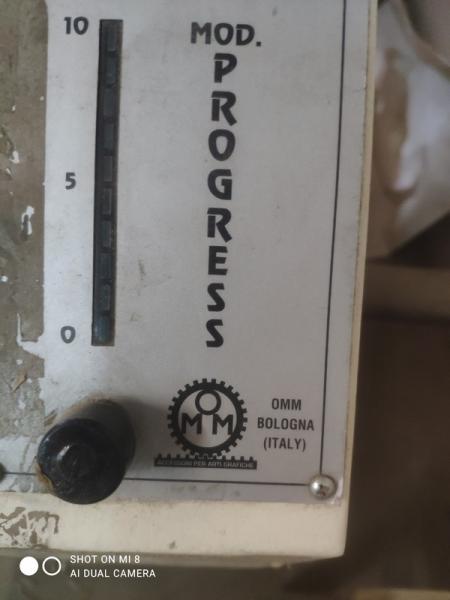 10
5
0
MOD.
PROGRESS
OMM
ACCESSORI PER ARTI GRAFICHE
OMM
BOLOGNA
(ITALY)
SHOT ON MI 8
AI DUAL CAMERA